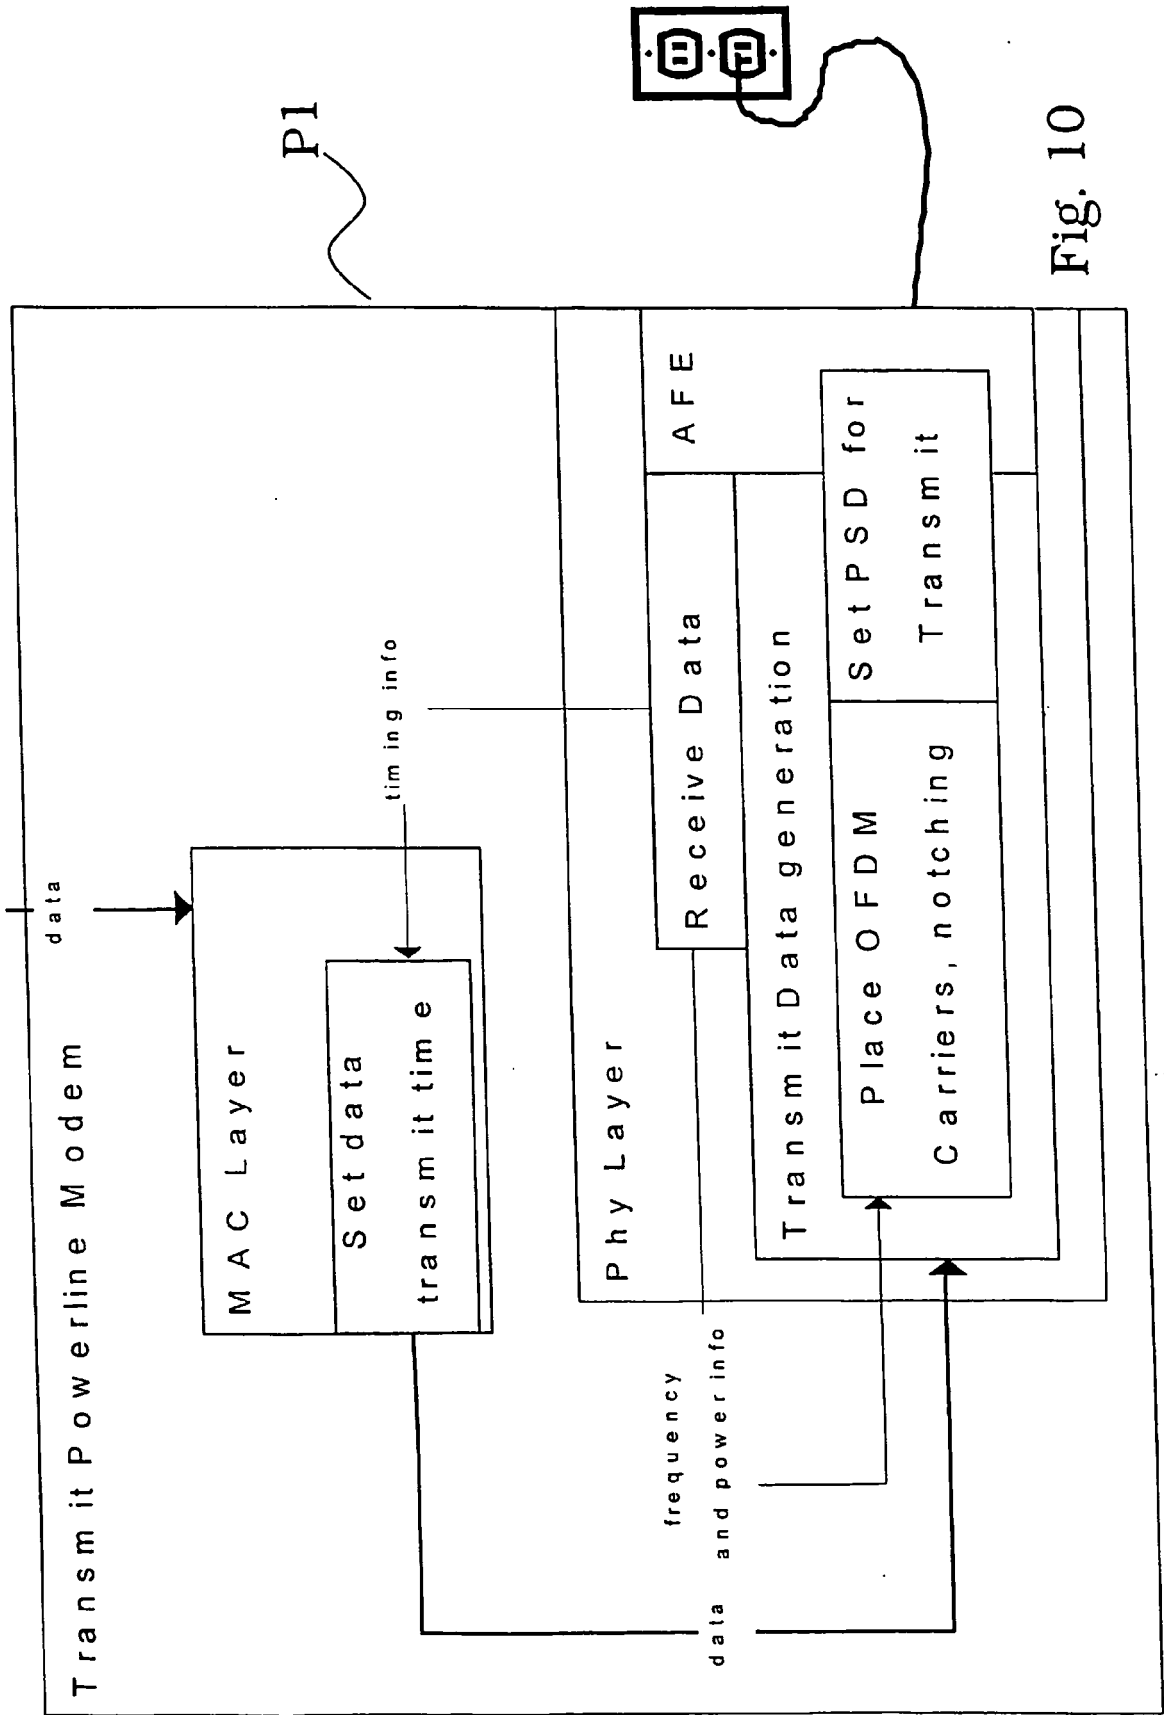 Transmit Powerline Modem
data
MAC Layer
Set data
transmit time
timing info
P1
frequency
and power info
data
Phy Layer
Receive Data
AFE
Transmit Data generation
Place OFDM
Carriers, notching
Set PSD for
Transmit
Fig. 10